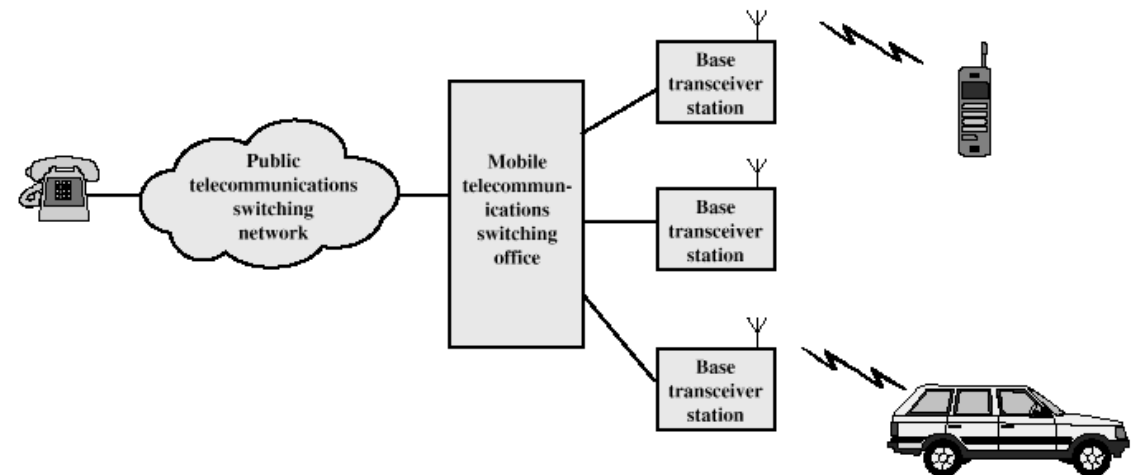 Public
telecommunications
switching
network
Mobile
telecommun-
ications
switching
office
Base
transceiver
station
Base
transceiver
station
Base
transceiver
station